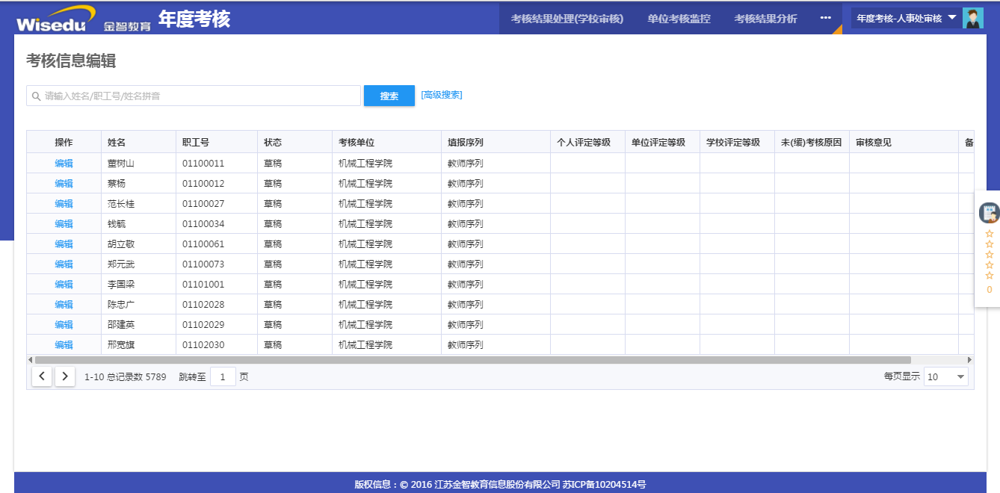 Wisedu 金智教育 年度考核 考核结果处理(学校审核) 单位考核监控 考核结果分析 ··· 年度考核-人事处审核
考核信息编辑
请输入姓名/职工号/姓名拼音 搜索 [高级搜索]
操作 姓名 职工号 状态 考核单位 填报序列 个人评定等级 单位评定等级 学校评定等级 未(缓)考核原因 审核意见 备
编辑 董树山 01100011 草稿 机械工程学院 教师序列
编辑 蔡杨 01100012 草稿 机械工程学院 教师序列
编辑 范长桂 01100027 草稿 机械工程学院 教师序列
编辑 钱毓 01100034 草稿 机械工程学院 教师序列
编辑 胡立敬 01100061 草稿 机械工程学院 教师序列
编辑 郑元武 01100073 草稿 机械工程学院 教师序列
编辑 李国梁 01101001 草稿 机械工程学院 教师序列
编辑 陈忠广 01102028 草稿 机械工程学院 教师序列
编辑 邵建英 01102029 草稿 机械工程学院 教师序列
编辑 邢宽旗 01102030 草稿 机械工程学院 教师序列
0
1-10 总记录数 5789 跳转至 1 页 每页显示 10
版权信息：© 2016 江苏金智教育信息股份有限公司 苏ICP备10204514号